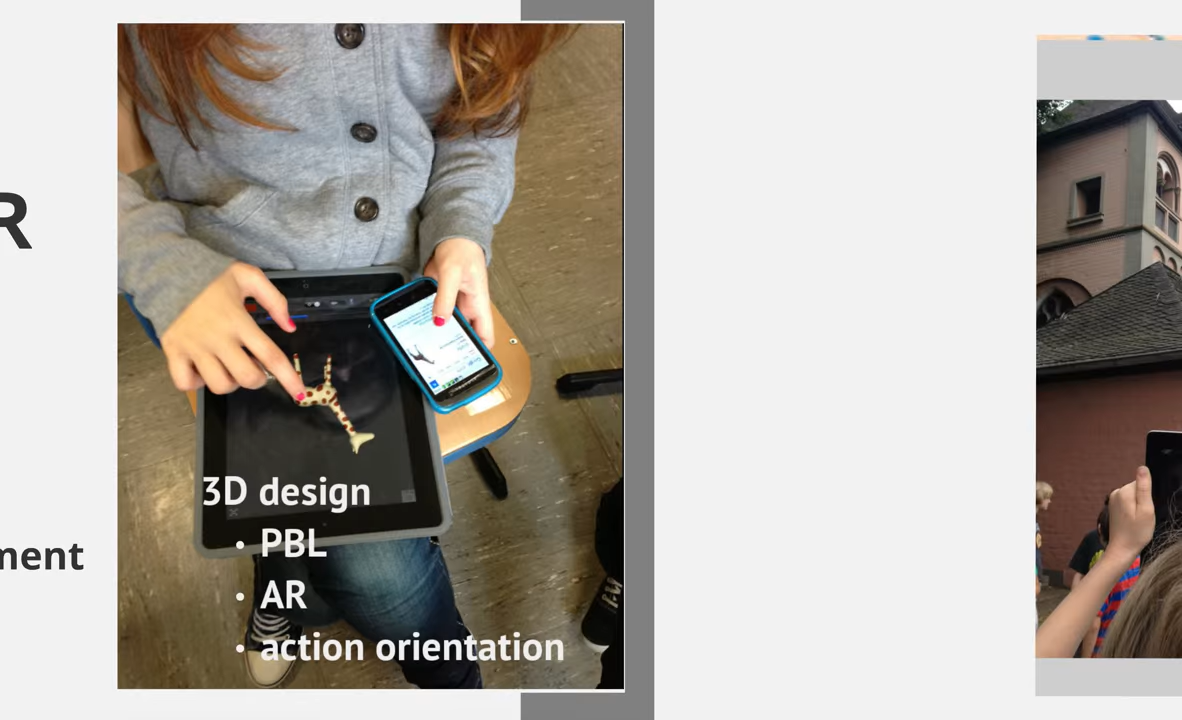 R
ment
3D design
• PBL
• AR
• action orientation